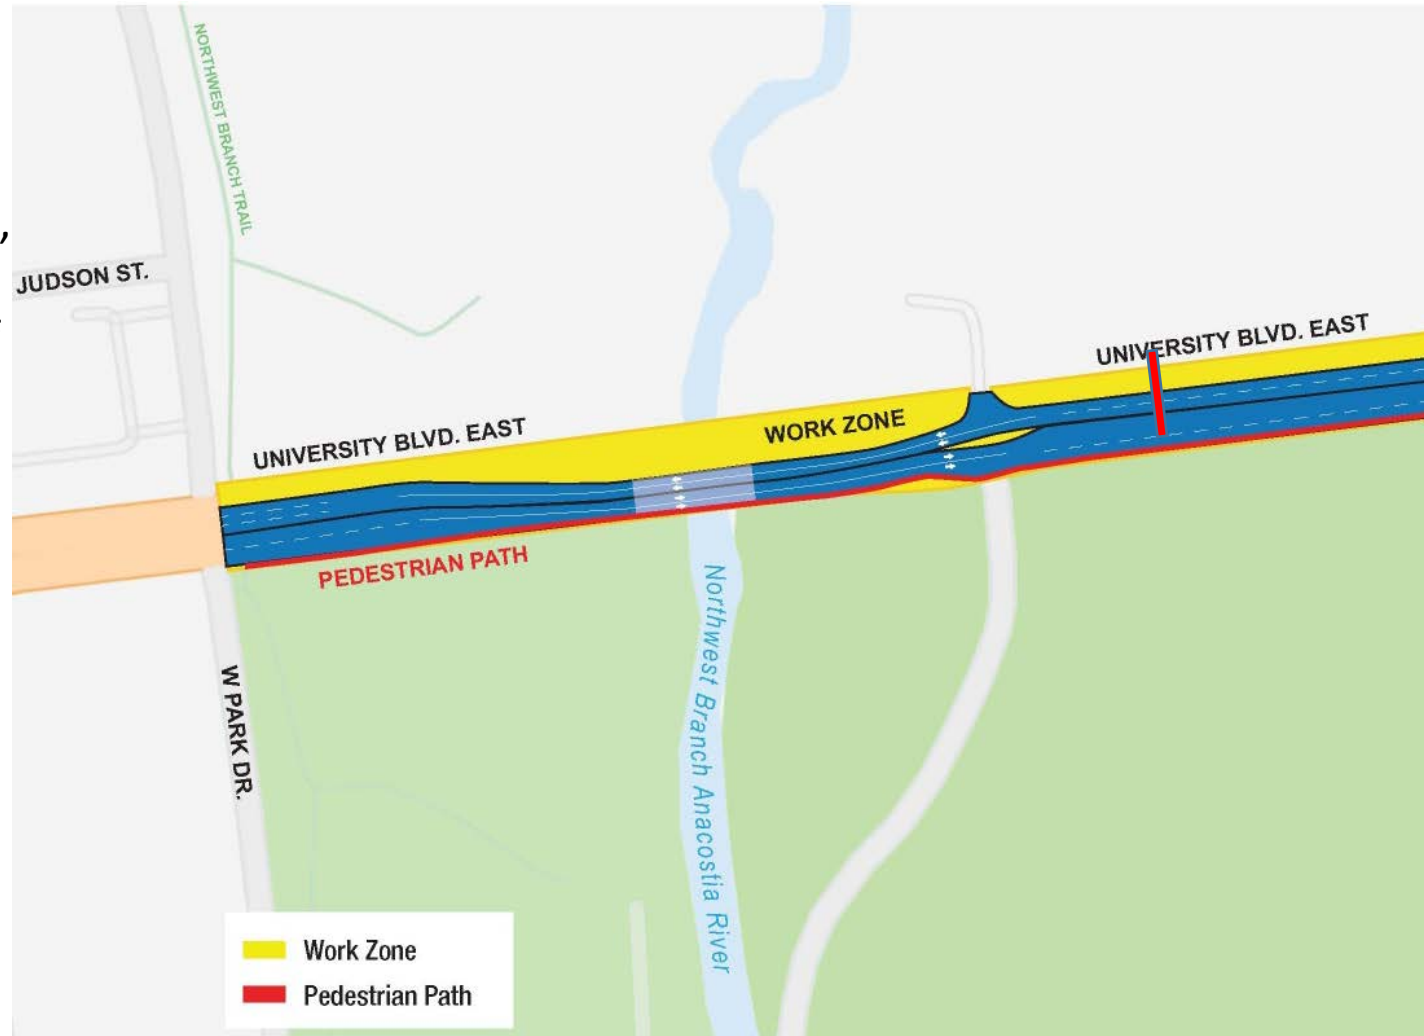 NORTHWEST BRANCH TRAIL
,
JUDSON ST.
.
UNIVERSITY BLVD. EAST
WORK ZONE
UNIVERSITY BLVD. EAST
PEDESTRIAN PATH
W PARK DR.
Northwest Branch Anacostia River
Work Zone
Pedestrian Path